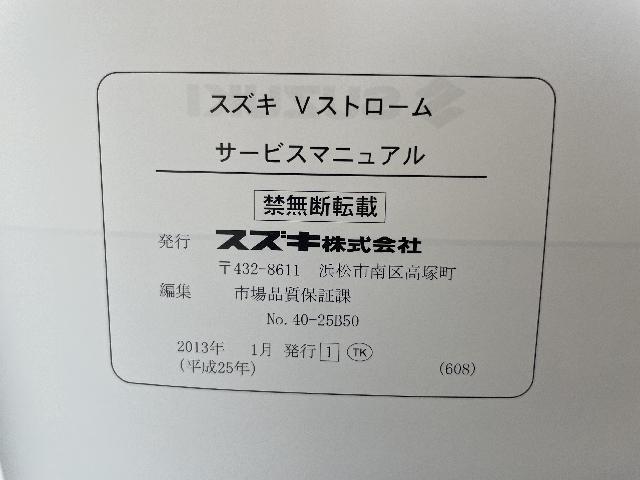 スズキ Vストローム
サービスマニュアル
禁無断転載
発行 スズキ株式会社
〒432-8611 浜松市南区高塚町
編集 市場品質保証課
No. 40-25B50
2013年 1月 発行 1 TK
(平成25年) (608)